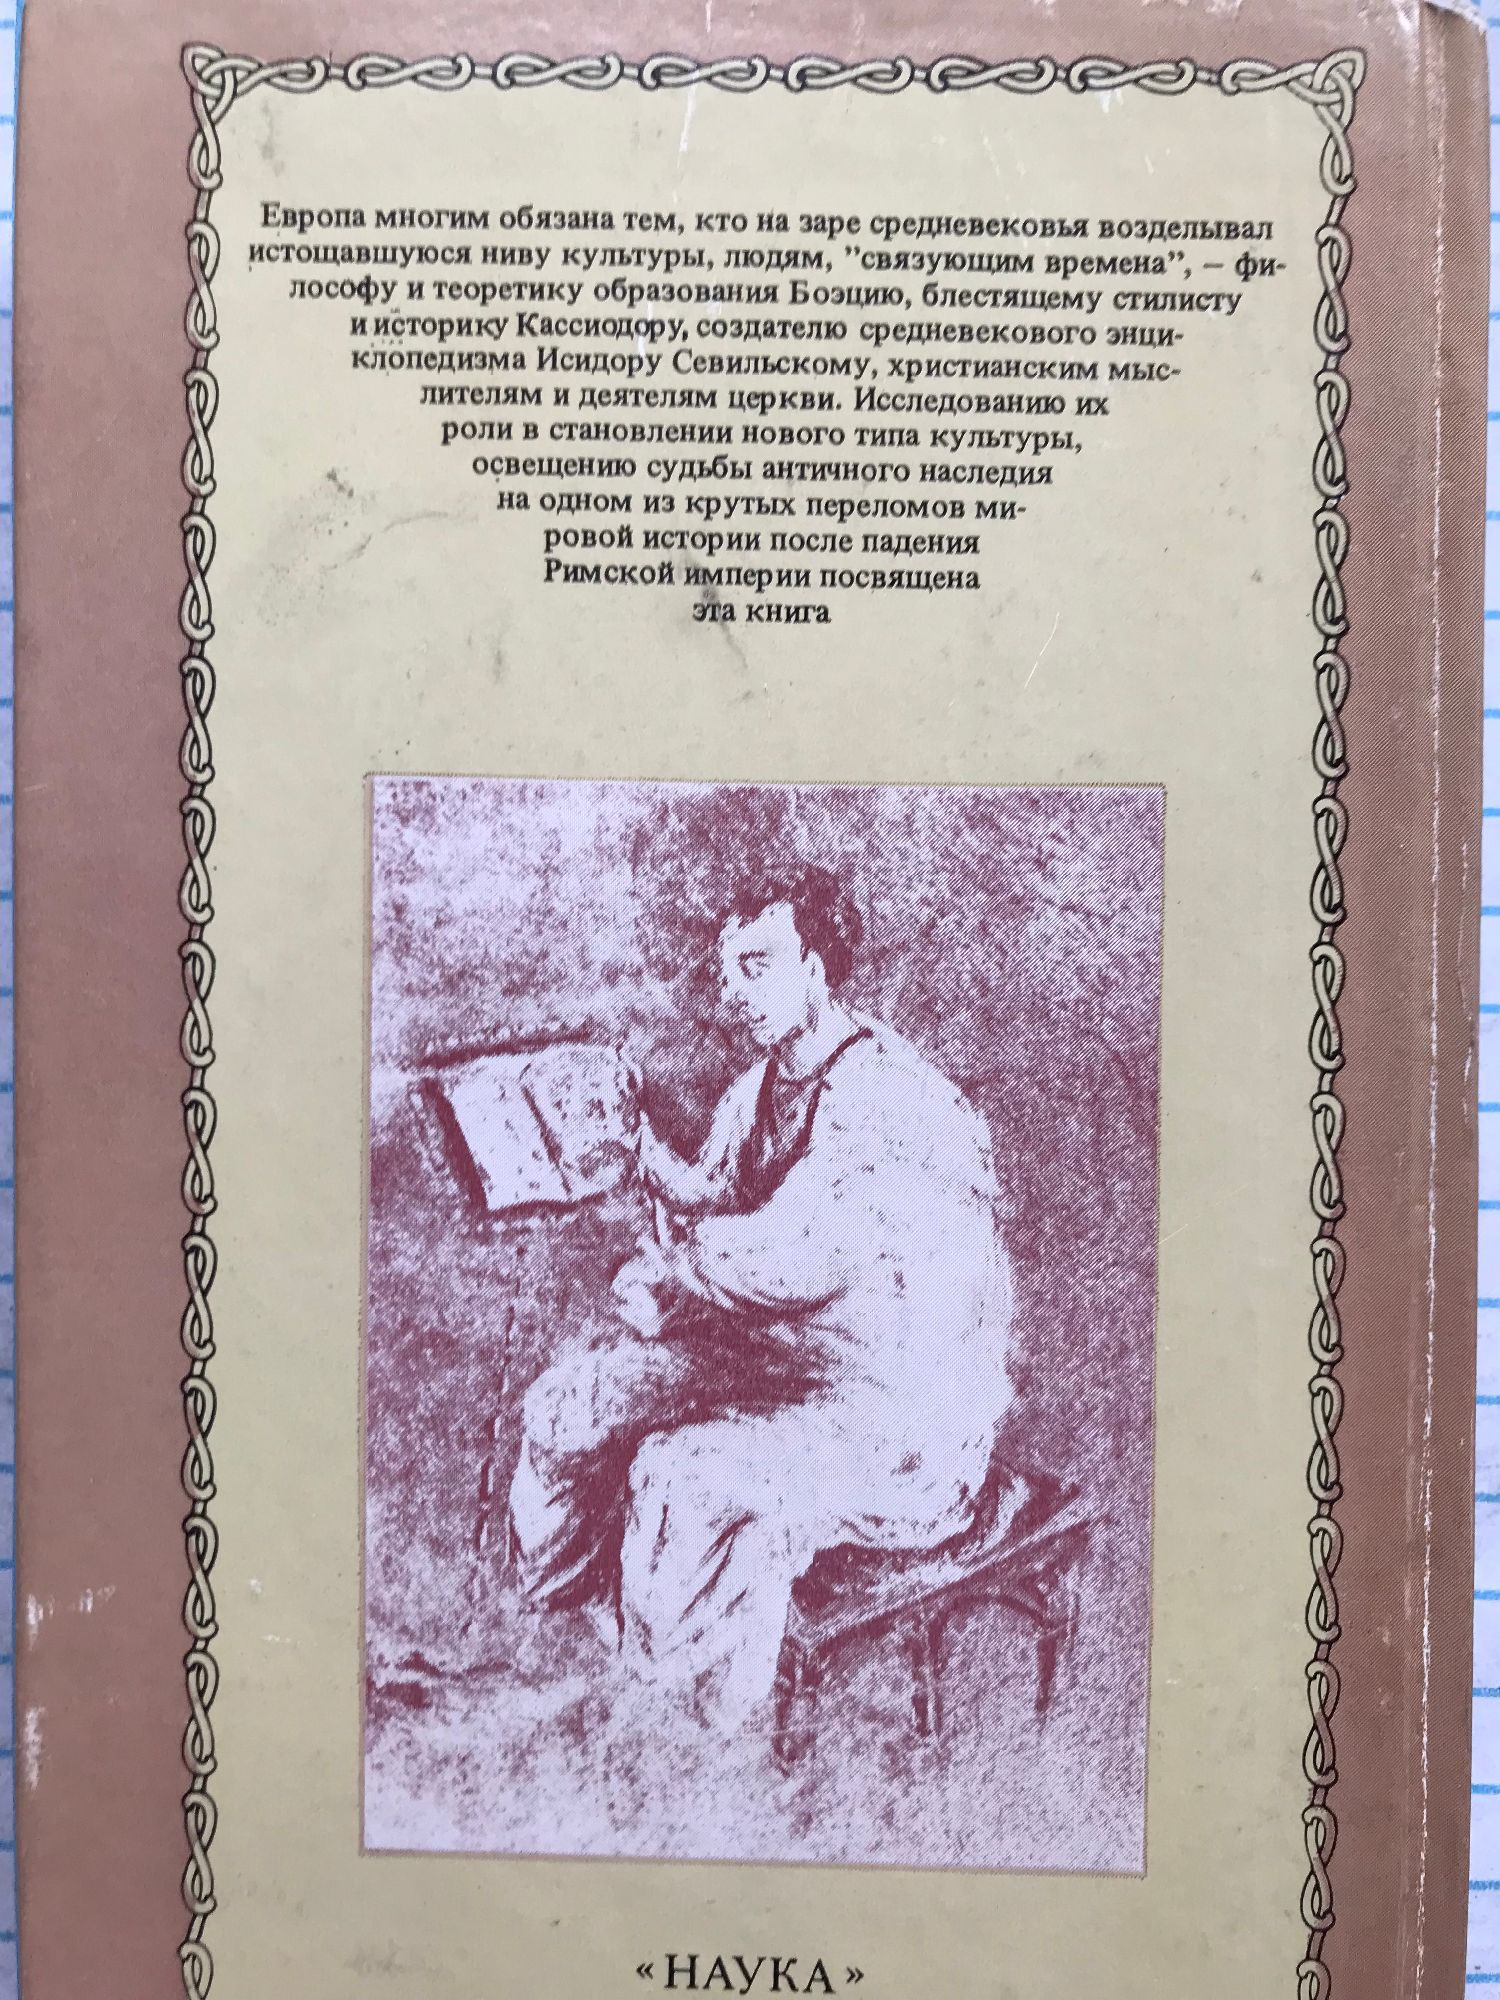 Европа многим обязана тем, кто на заре средневековья возделывал
истощавшуюся ниву культуры, людям, ”связующим времена”, – фи-
лософу и теоретику образования Боэцию, блестящему стилисту
и историку Кассиодору, создателю средневекового энци-
клопедизма Исидору Севильскому, христианским мыс-
лителям и деятелям церкви. Исследованию их
роли в становлении нового типа культуры,
освещению судьбы античного наследия
на одном из крутых переломов ми-
ровой истории после падения
Римской империи посвящена
эта книга
«НАУКА»